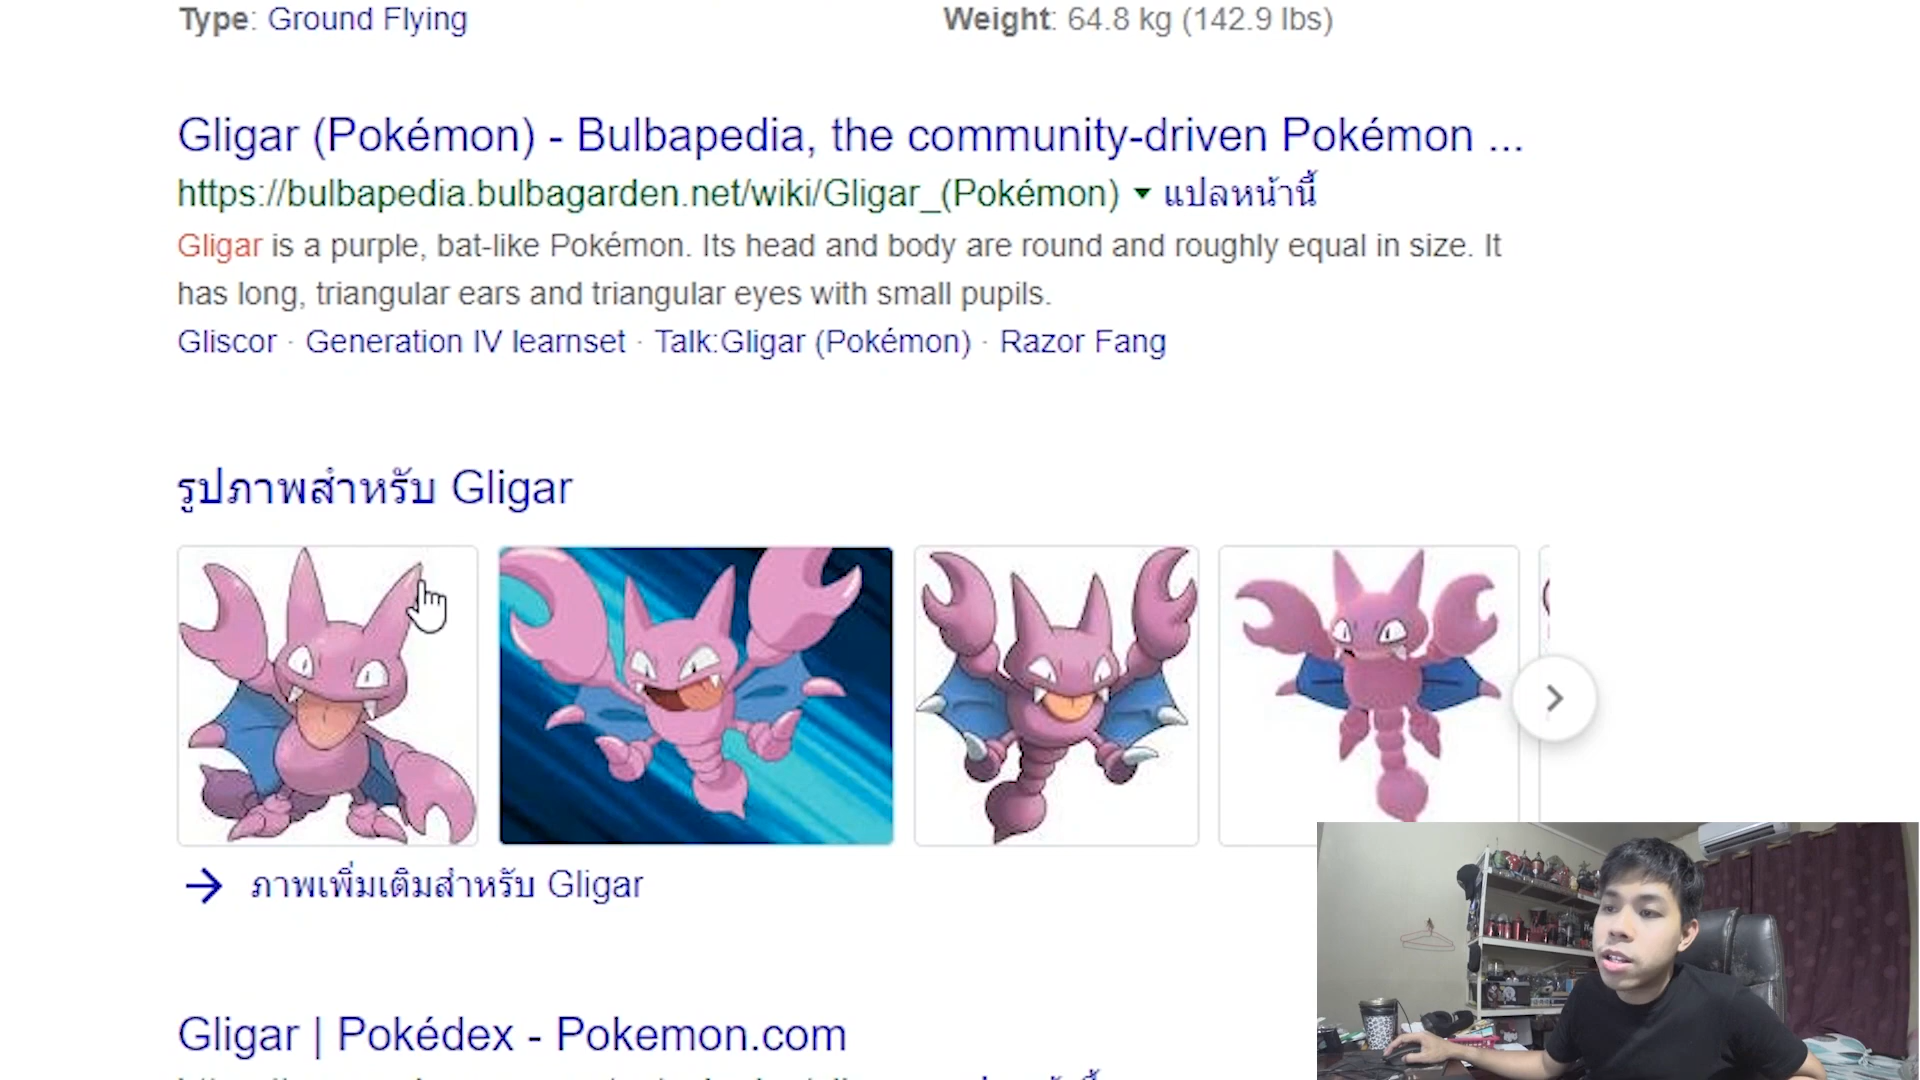 Type: Ground Flying
Weight: 64.8 kg (142.9 lbs)
Gligar (Pokémon) - Bulbapedia, the community-driven Pokémon ...
https://bulbapedia.bulbagarden.net/wiki/Gligar_(Pokémon) ▾ แปลหน้านี้
Gligar is a purple, bat-like Pokémon. Its head and body are round and roughly equal in size. It
has long, triangular ears and triangular eyes with small pupils.
Gliscor · Generation IV learnset · Talk:Gligar (Pokémon) · Razor Fang
รูปภาพสำหรับ Gligar
ภาพเพิ่มเติมสำหรับ Gligar
Gligar | Pokédex - Pokemon.com